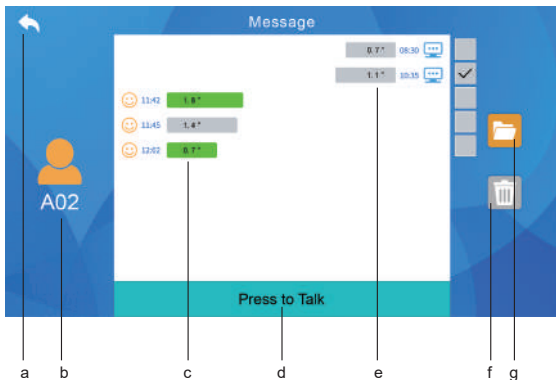 Message
0.7" 08:30
1.1" 10:35
11:42 1.8"
11:45 1.4"
12:02 0.7"
A02
Press to Talk
a b c d e f g